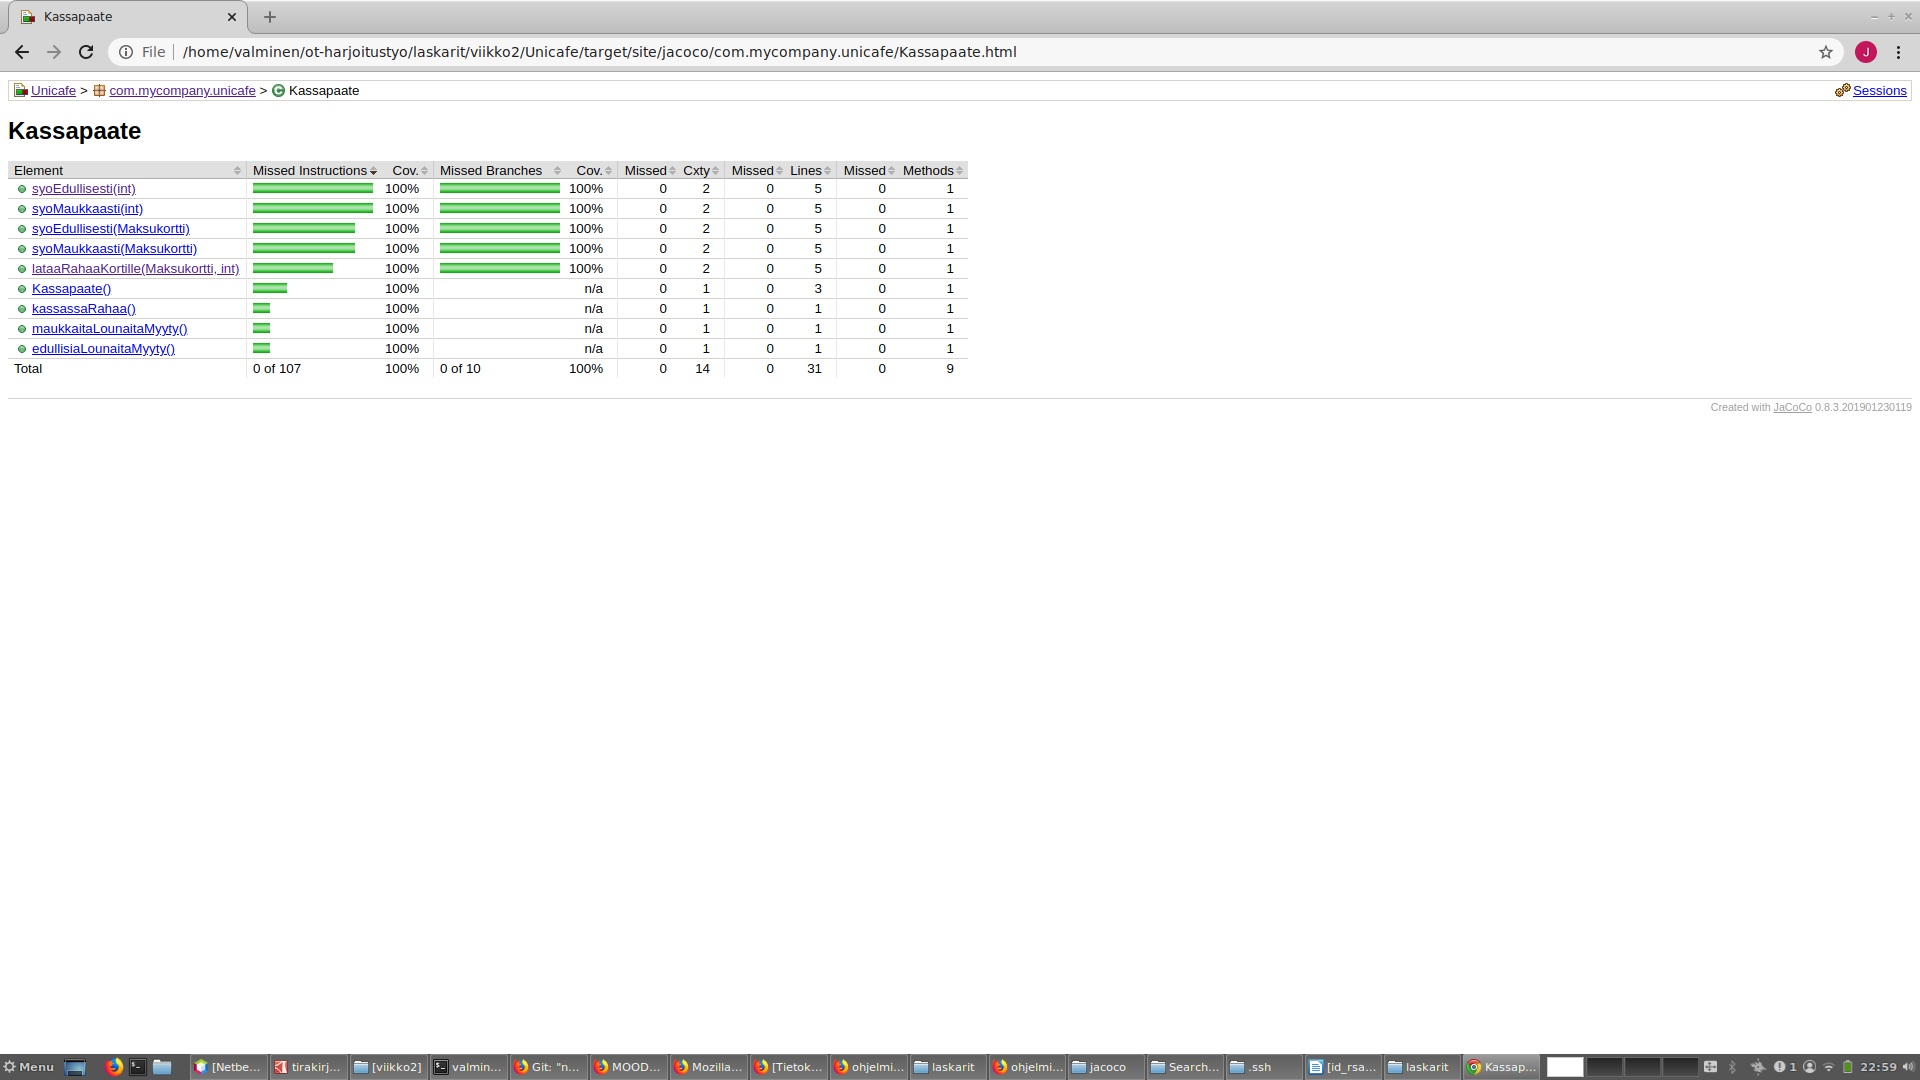 Kassapaate
File /home/valminen/ot-harjoitustyo/laskarit/viikko2/Unicafe/target/site/jacoco/com.mycompany.unicafe/Kassapaate.html J
Unicafe > com.mycompany.unicafe > Kassapaate Sessions
Kassapaate
Element Missed Instructions Cov. Missed Branches Cov. Missed Cxty Missed Lines Missed Methods
syoEdullisesti(int) 100% 100% 0 2 0 5 0 1
syoMaukkaasti(int) 100% 100% 0 2 0 5 0 1
syoEdullisesti(Maksukortti) 100% 100% 0 2 0 5 0 1
syoMaukkaasti(Maksukortti) 100% 100% 0 2 0 5 0 1
lataaRahaaKortille(Maksukortti, int) 100% 100% 0 2 0 5 0 1
Kassapaate() 100% n/a 0 1 0 3 0 1
kassassaRahaa() 100% n/a 0 1 0 1 0 1
maukkaitaLounaitaMyyty() 100% n/a 0 1 0 1 0 1
edullisiaLounaitaMyyty() 100% n/a 0 1 0 1 0 1
Total 0 of 107 100% 0 of 10 100% 0 14 0 31 0 9
Created with JaCoCo 0.8.3.201901230119
Menu [Netbe... tirakirj... [viikko2] valmin... Git: "n... MOOD... Mozilla... [Tietok... ohjelmi... laskarit ohjelmi... jacoco Search... .ssh [id_rsa... laskarit Kassap... 1 22:59